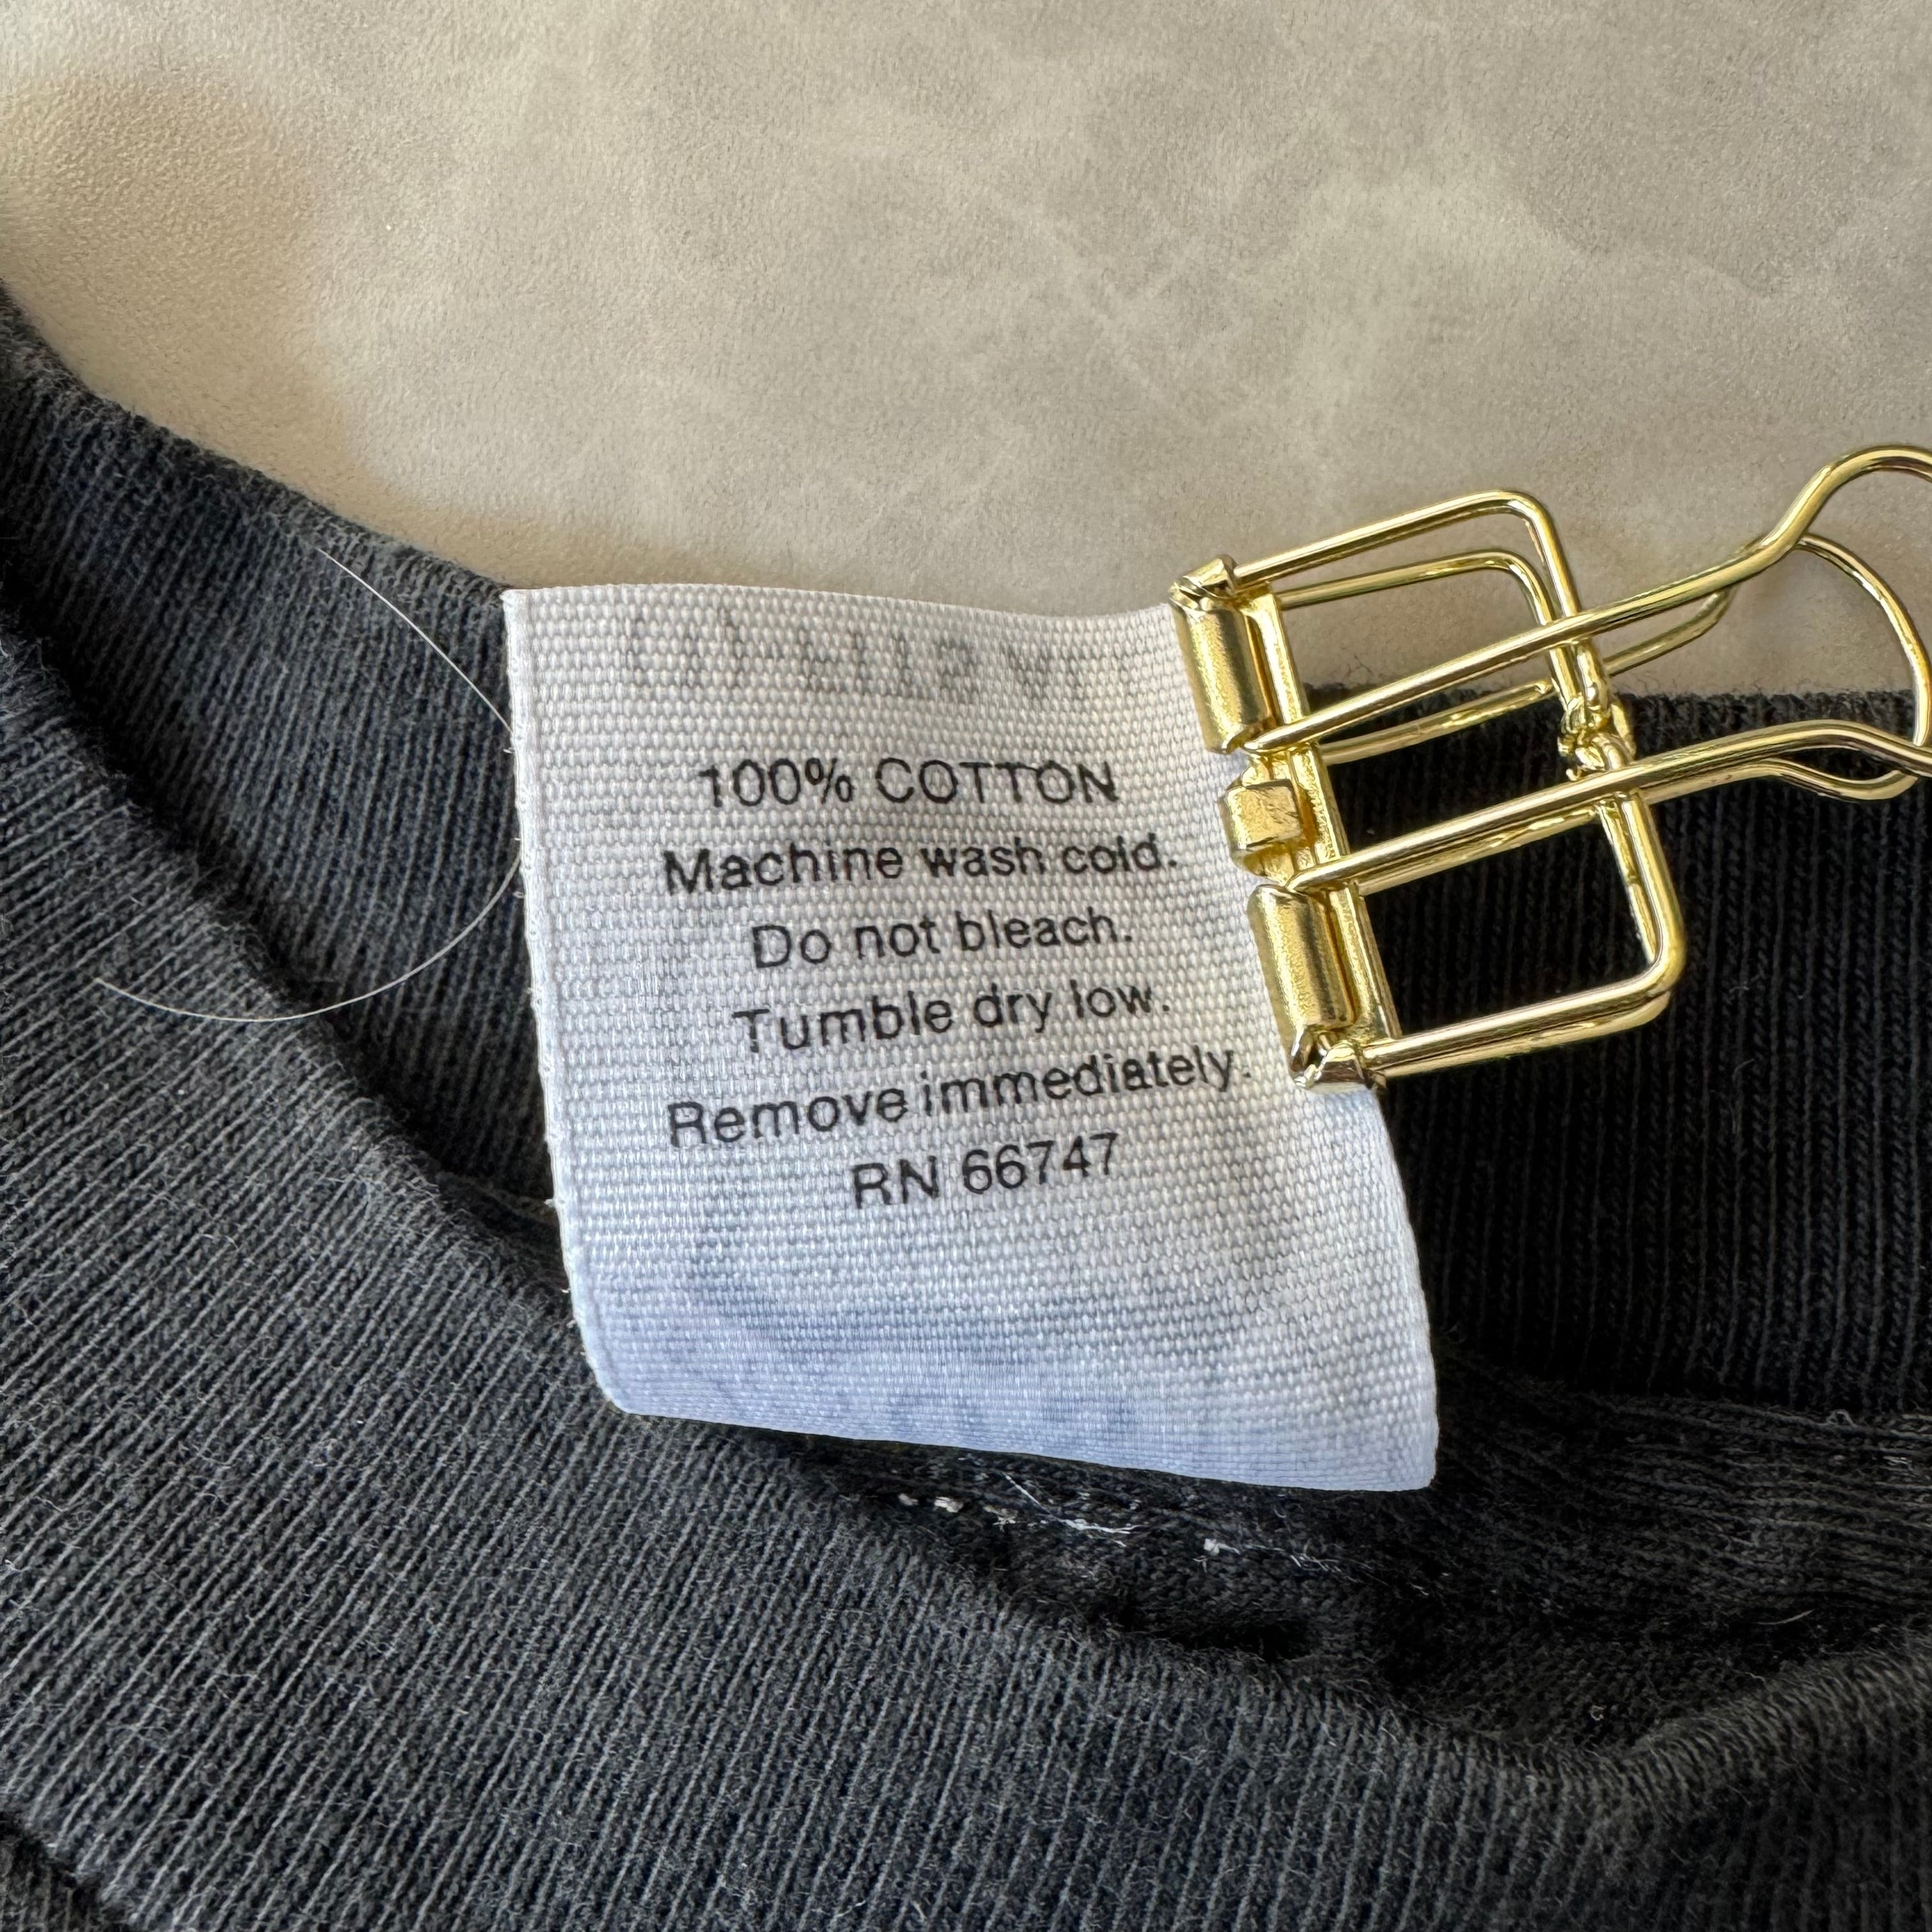 100% COTTON
Machine wash cold.
Do not bleach.
Tumble dry low.
Remove immediately.
RN 66747